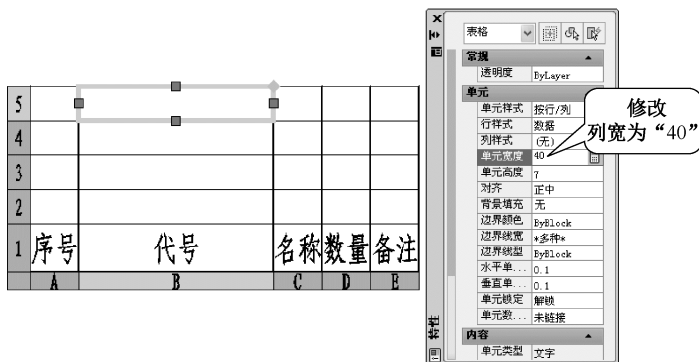 5
4
3
2
1 序号 代号 名称 数量 备注
A B C D E
表格
常规
透明度 ByLayer
单元
单元样式 按行/列
行样式 数据
列样式 (无)
单元宽度 40
单元高度 7
对齐 正中
背景填充 无
边界颜色 ByBlock
边界线宽 *多种*
边界线型 ByBlock
水平单... 0.1
垂直单... 0.1
单元锁定 解锁
单元数... 未链接
内容
单元类型 文字
特性
修改
列宽为“40”